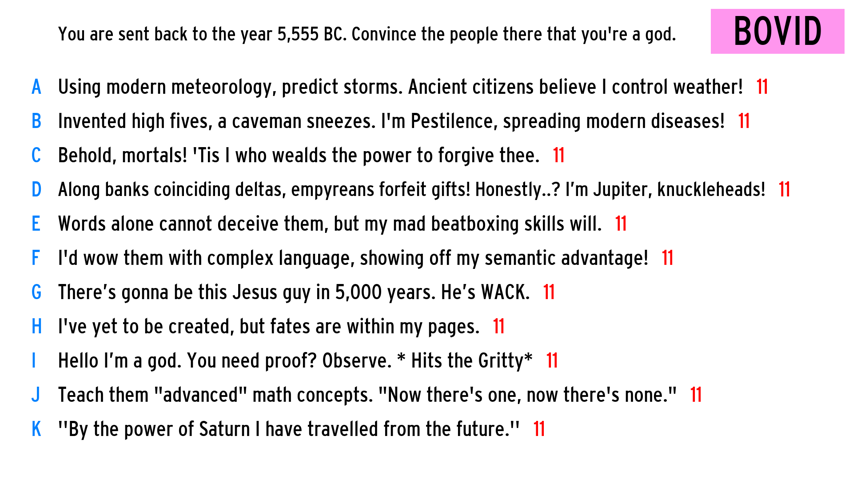 You are sent back to the year 5,555 BC. Convince the people there that you're a god.
BOVID
A Using modern meteorology, predict storms. Ancient citizens believe I control weather! 11
B Invented high fives, a caveman sneezes. I'm Pestilence, spreading modern diseases! 11
C Behold, mortals! 'Tis I who wealds the power to forgive thee. 11
D Along banks coinciding deltas, empyreans forfeit gifts! Honestly..? I’m Jupiter, knuckleheads! 11
E Words alone cannot deceive them, but my mad beatboxing skills will. 11
F I'd wow them with complex language, showing off my semantic advantage! 11
G There’s gonna be this Jesus guy in 5,000 years. He’s WACK. 11
H I've yet to be created, but fates are within my pages. 11
I Hello I’m a god. You need proof? Observe. * Hits the Gritty* 11
J Teach them "advanced" math concepts. "Now there's one, now there's none." 11
K ''By the power of Saturn I have travelled from the future.'' 11